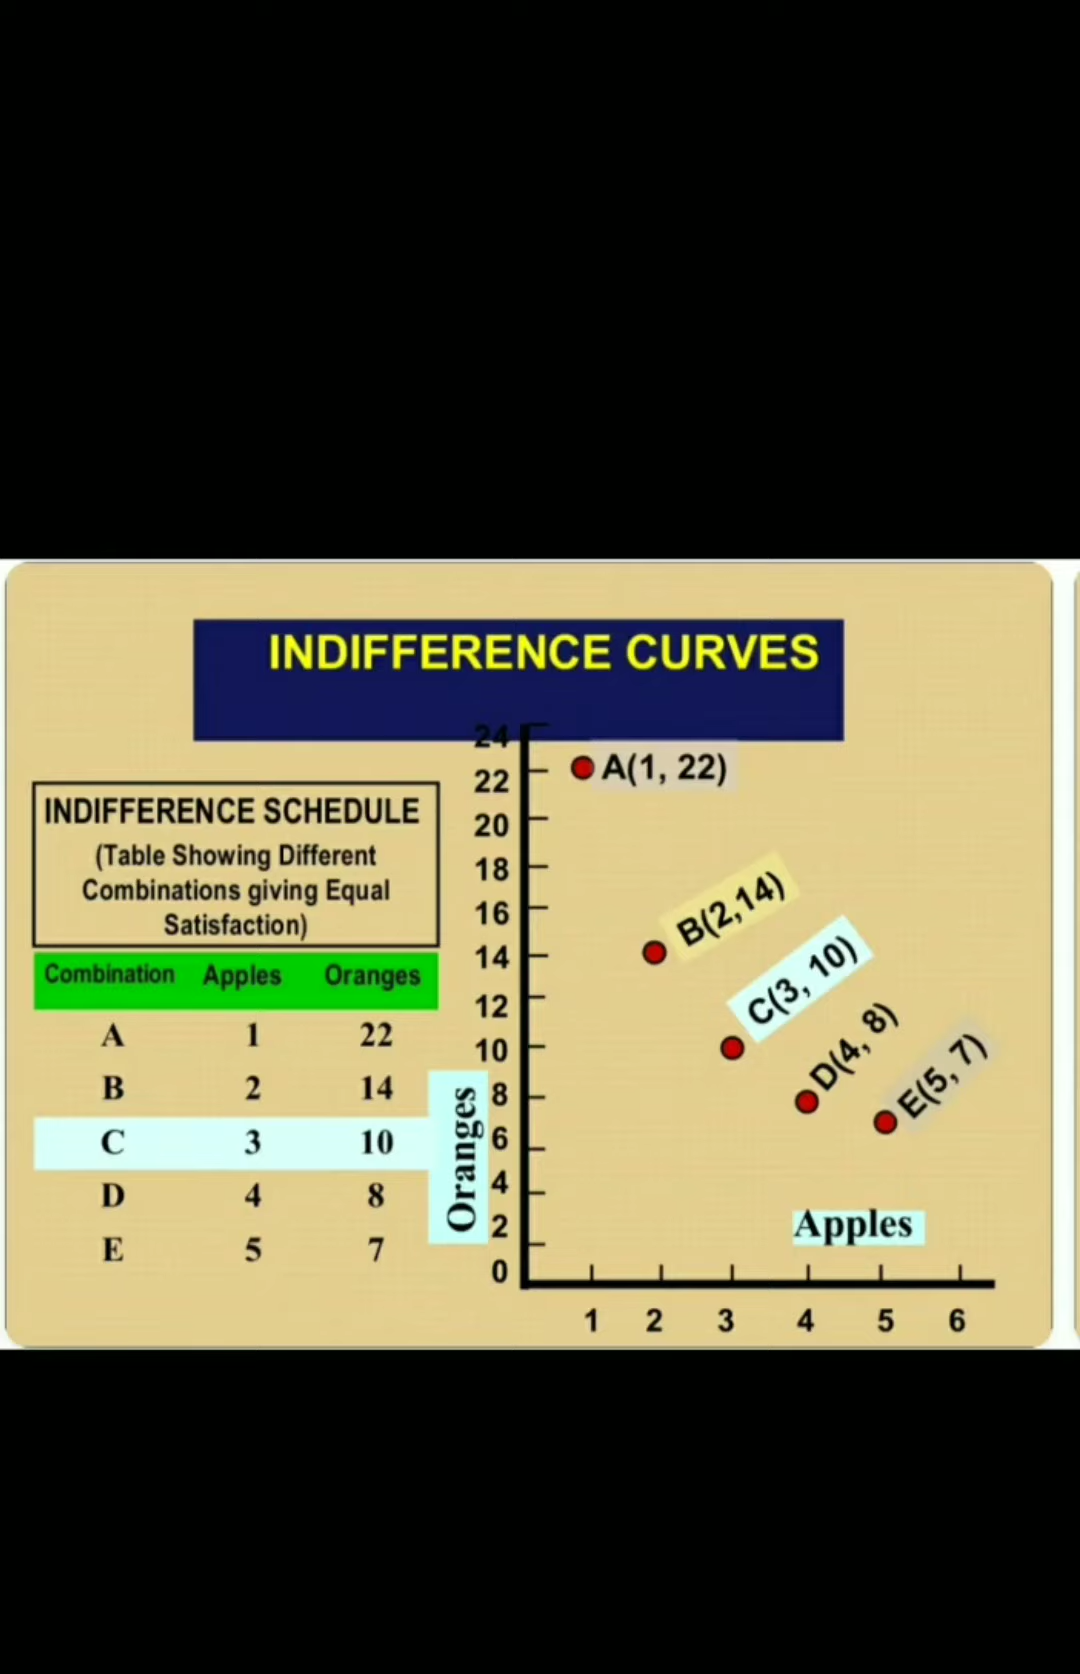 INDIFFERENCE CURVES
INDIFFERENCE SCHEDULE
(Table Showing Different
Combinations giving Equal
Satisfaction)
Combination Apples Oranges
A 1 22
B 2 14
C 3 10
D 4 8
E 5 7
Oranges
24
22
20
18
16
14
12
10
8
6
4
2
0
A(1, 22)
B(2,14)
C(3, 10)
D(4, 8)
E(5, 7)
Apples
1 2 3 4 5 6